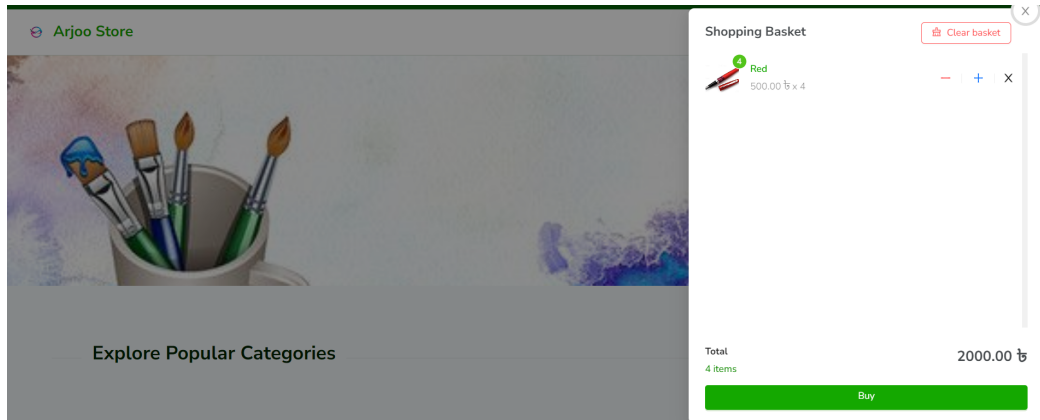 Arjoo Store
Shopping Basket
Clear basket
X
4
Red
500.00 ৳ x 4
X
Explore Popular Categories
Total
4 items
2000.00 ৳
Buy